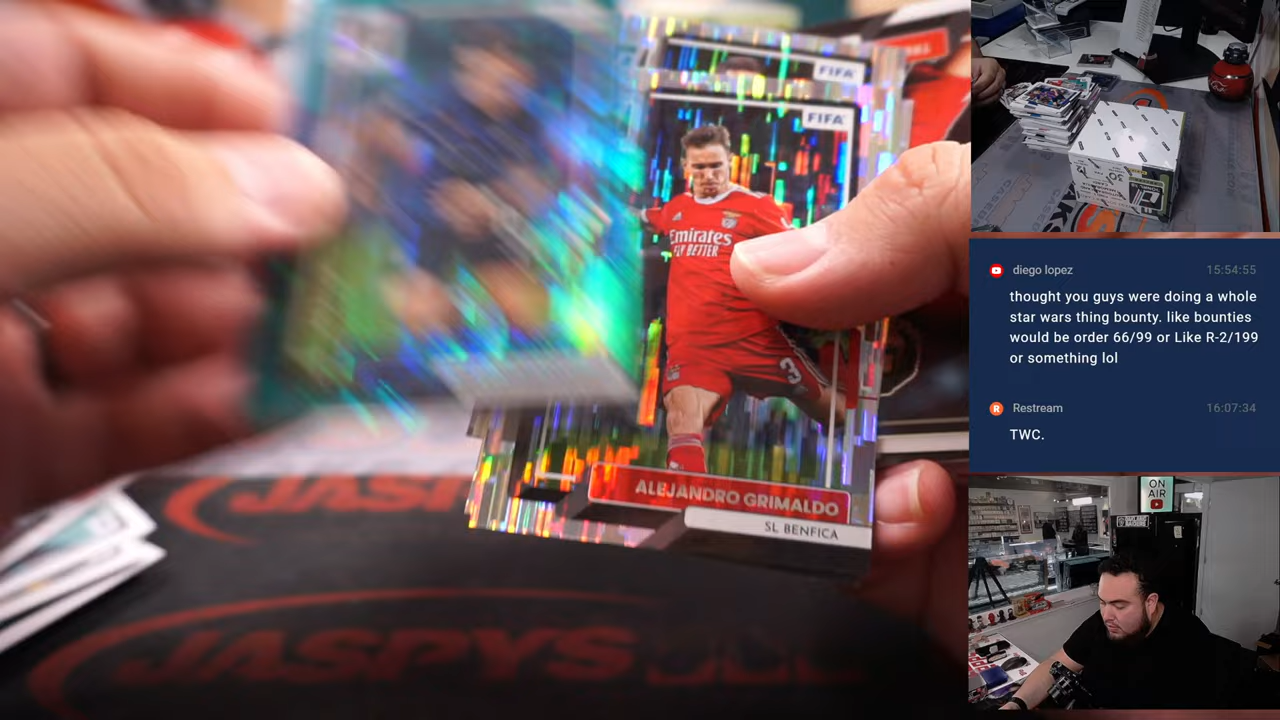 FIFA
FIFA
Emirates
FLY BETTER
3
ALEJANDRO GRIMALDO
SL BENFICA
JASPYS
JASPYS
diego lopez 15:54:55
thought you guys were doing a whole
star wars thing bounty. like bounties
would be order 66/99 or Like R-2/199
or something lol
R Restream 16:07:34
TWC.
ON
AIR